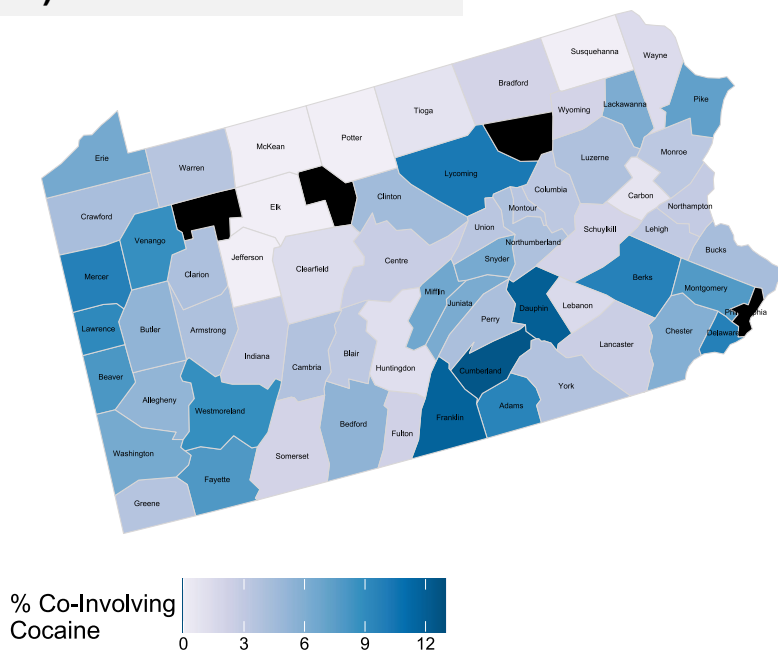 Susquehanna
Wayne
Bradford
Tioga
Wyoming
Lackawanna
Pike
Potter
McKean
Erie
Warren
Lycoming
Luzerne
Monroe
Crawford
Elk
Clinton
Columbia
Montour
Carbon
Northampton
Venango
Union
Northumberland
Schuylkill
Lehigh
Bucks
Mercer
Clarion
Jefferson
Clearfield
Centre
Snyder
Berks
Montgomery
Mifflin
Juniata
Lawrence
Butler
Armstrong
Perry
Dauphin
Lebanon
Philadelphia
Chester
Delaware
Indiana
Cambria
Blair
Huntingdon
Cumberland
Lancaster
Beaver
Allegheny
Westmoreland
York
Adams
Franklin
Bedford
Fulton
Washington
Somerset
Fayette
Greene
% Co-Involving
Cocaine
0 3 6 9 12